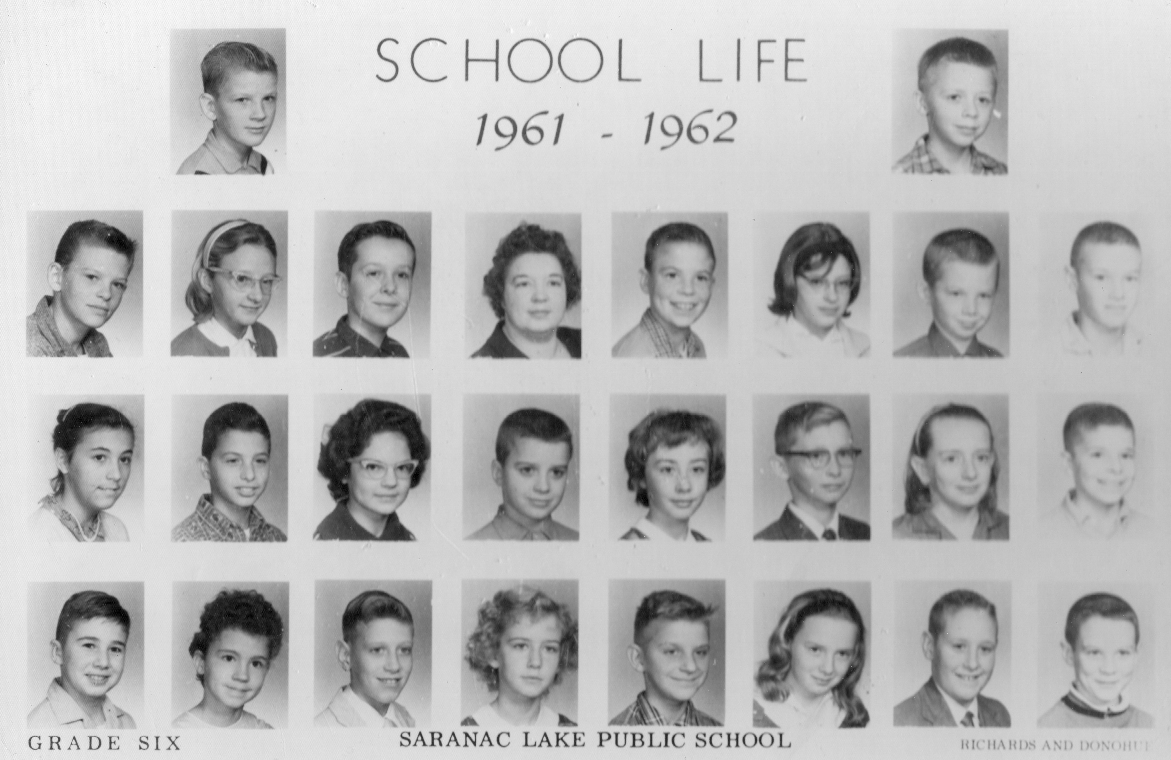 SCHOOL LIFE
1961 - 1962
GRADE SIX
SARANAC LAKE PUBLIC SCHOOL
RICHARDS AND DONOHUE